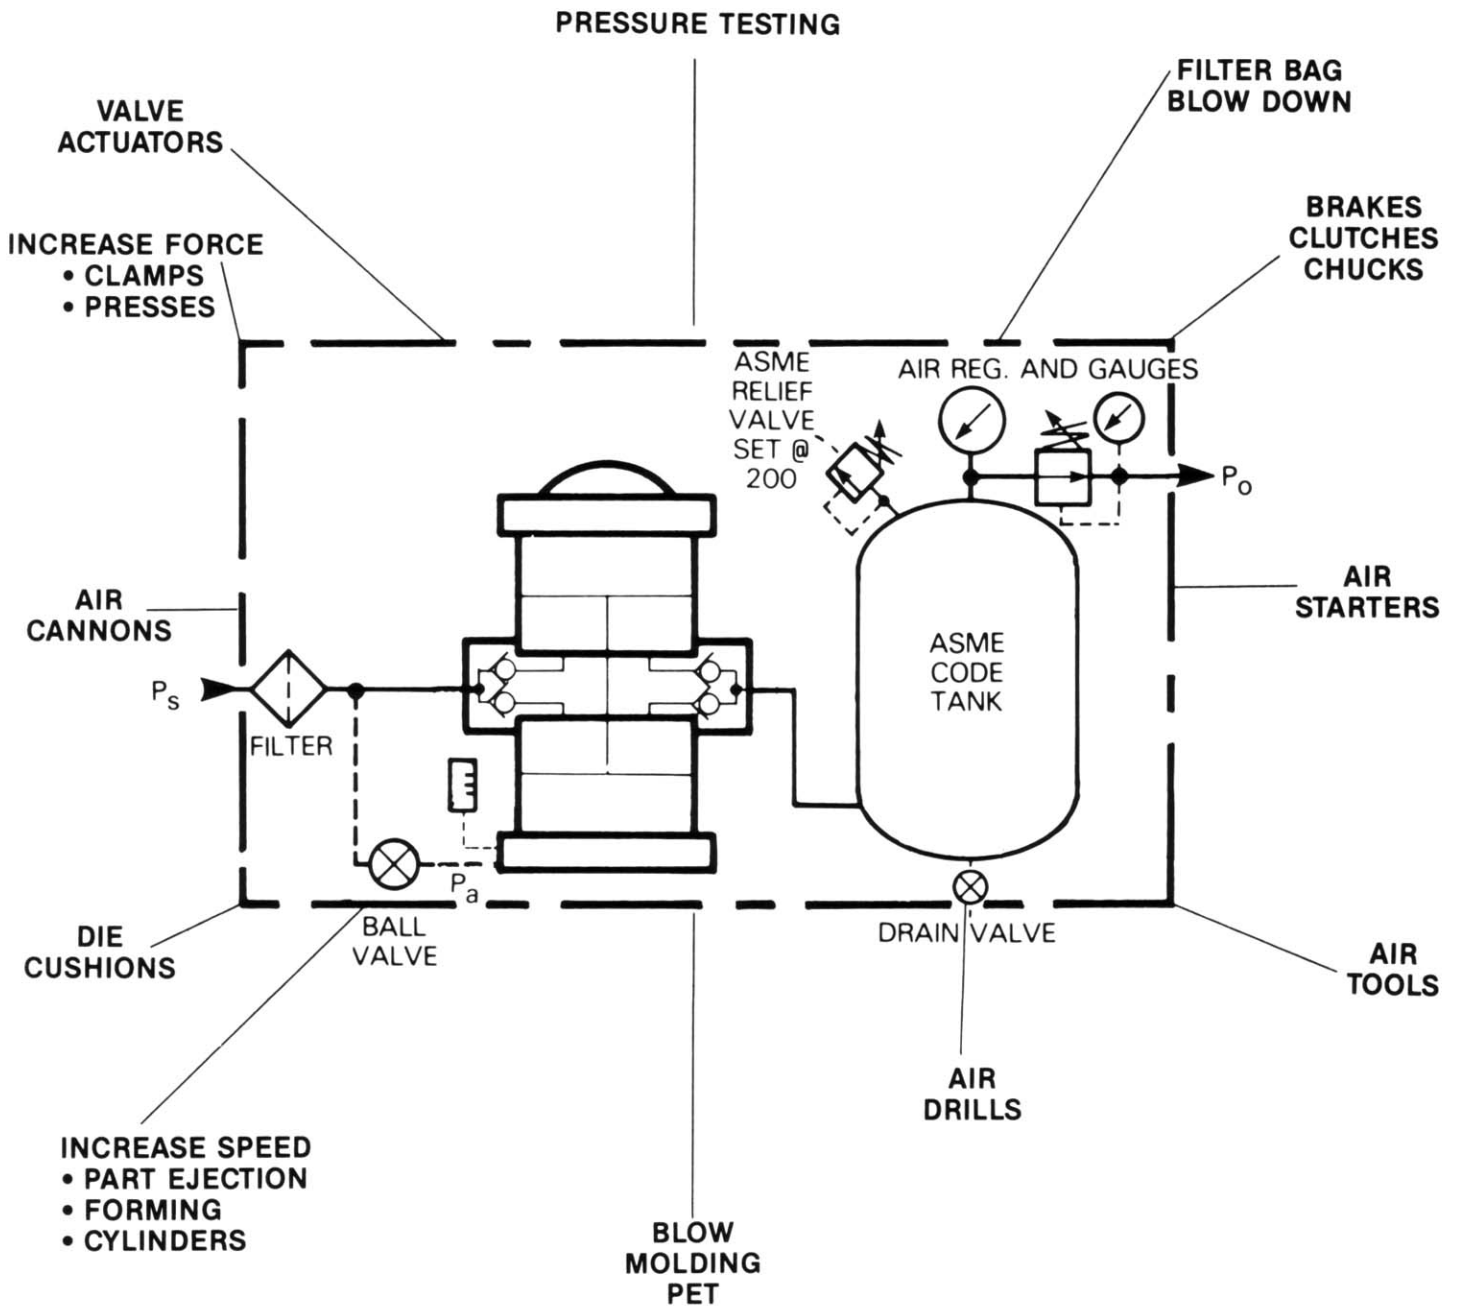 PRESSURE TESTING
FILTER BAG
BLOW DOWN
VALVE
ACTUATORS
BRAKES
CLUTCHES
CHUCKS
INCREASE FORCE
• CLAMPS
• PRESSES
ASME
RELIEF
VALVE
SET @
200
AIR REG. AND GAUGES
Po
AIR
CANNONS
AIR
STARTERS
ASME
CODE
TANK
Ps
FILTER
Pa
BALL
VALVE
DRAIN VALVE
DIE
CUSHIONS
AIR
TOOLS
AIR
DRILLS
INCREASE SPEED
• PART EJECTION
• FORMING
• CYLINDERS
BLOW
MOLDING
PET